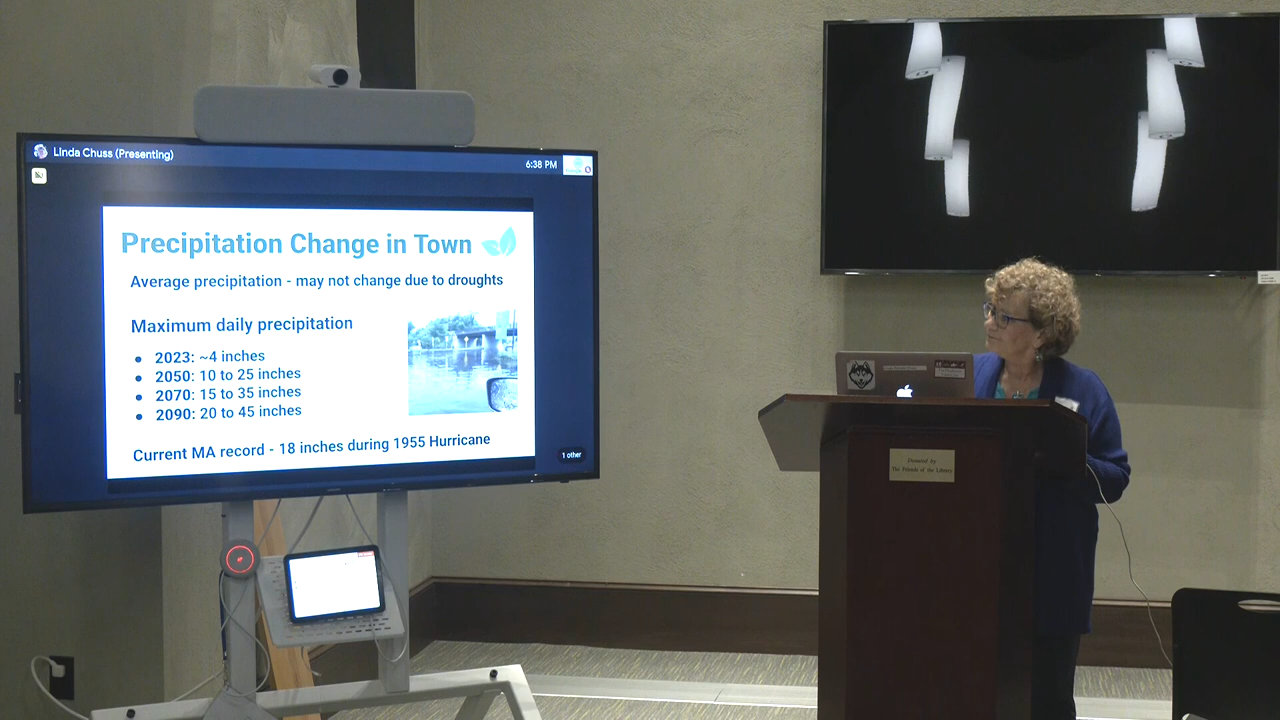 Linda Chuss (Presenting)
6:38 PM
Precipitation Change in Town
Average precipitation - may not change due to droughts
Maximum daily precipitation
• 2023: ~4 inches
• 2050: 10 to 25 inches
• 2070: 15 to 35 inches
• 2090: 20 to 45 inches
Current MA record - 18 inches during 1955 Hurricane
1 other
Donated by
The Friends of the Library